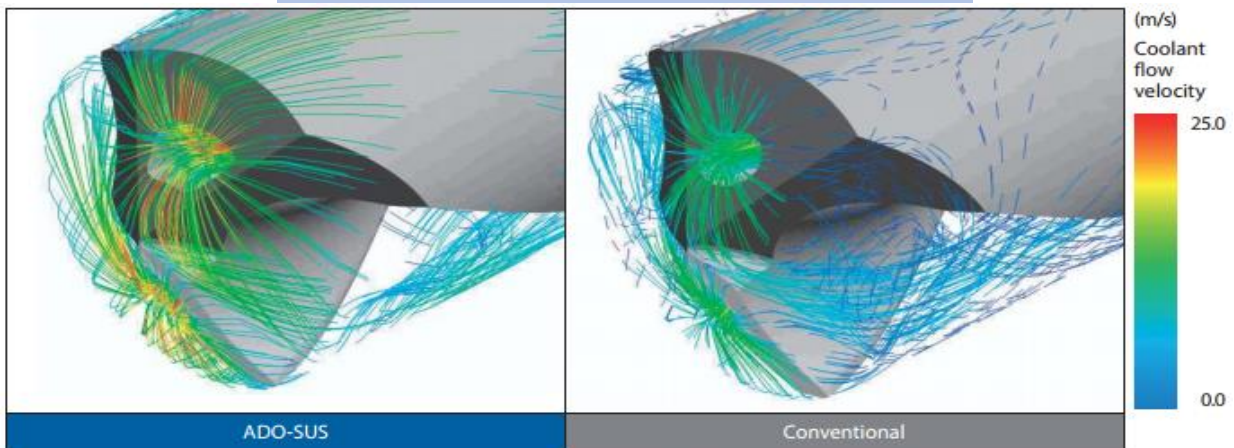 (m/s)
Coolant
flow
velocity
25.0
0.0
ADO-SUS
Conventional